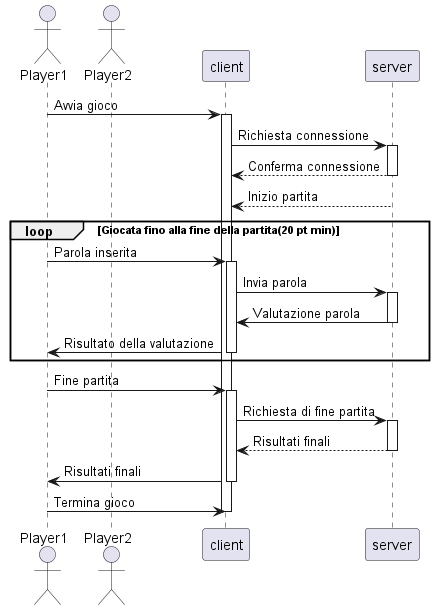 Player1 Player2 client server
Avvia gioco
Richiesta connessione
Conferma connessione
Inizio partita
loop [Giocata fino alla fine della partita(20 pt min)]
Parola inserita
Invia parola
Valutazione parola
Risultato della valutazione
Fine partita
Richiesta di fine partita
Risultati finali
Risultati finali
Termina gioco
Player1 Player2 client server